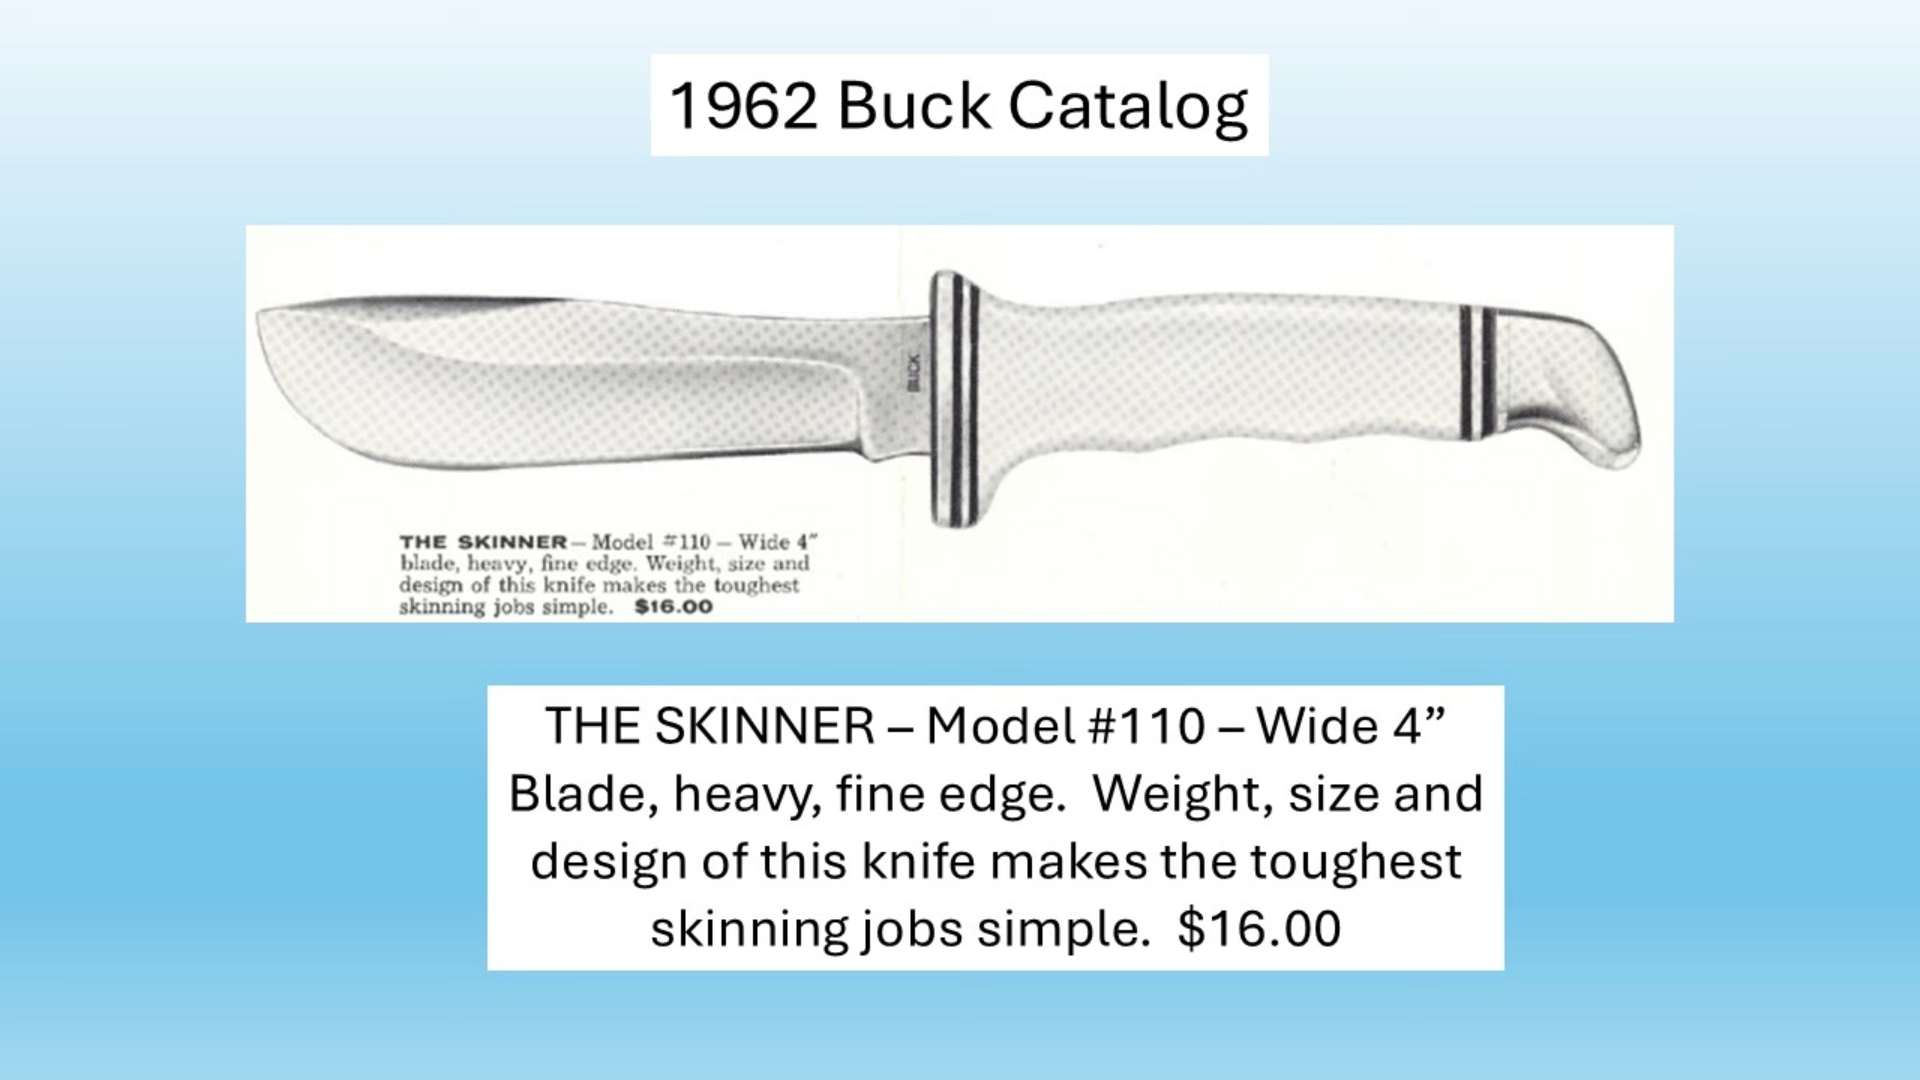 1962 Buck Catalog
BUCK
THE SKINNER – Model #110 – Wide 4″
blade, heavy, fine edge. Weight, size and
design of this knife makes the toughest
skinning jobs simple. $16.00
THE SKINNER – Model #110 – Wide 4”
Blade, heavy, fine edge. Weight, size and
design of this knife makes the toughest
skinning jobs simple. $16.00